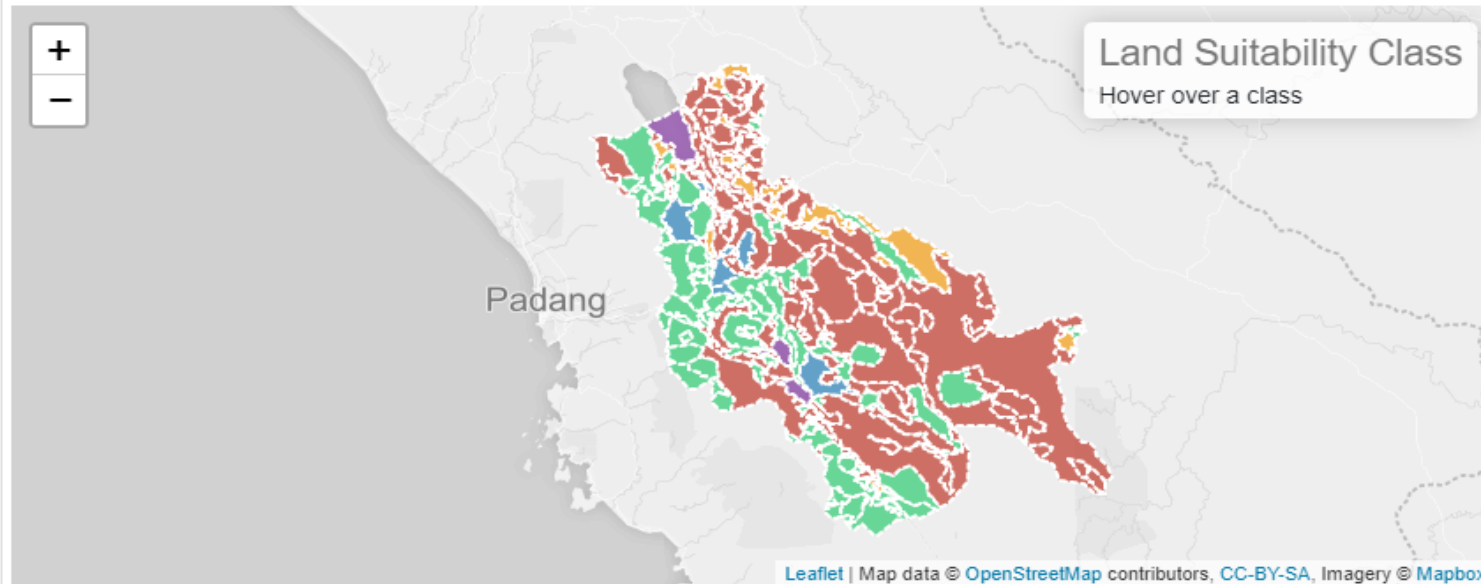 +
−
Land Suitability Class
Hover over a class
Padang
Leaflet | Map data © OpenStreetMap contributors, CC-BY-SA, Imagery © Mapbo